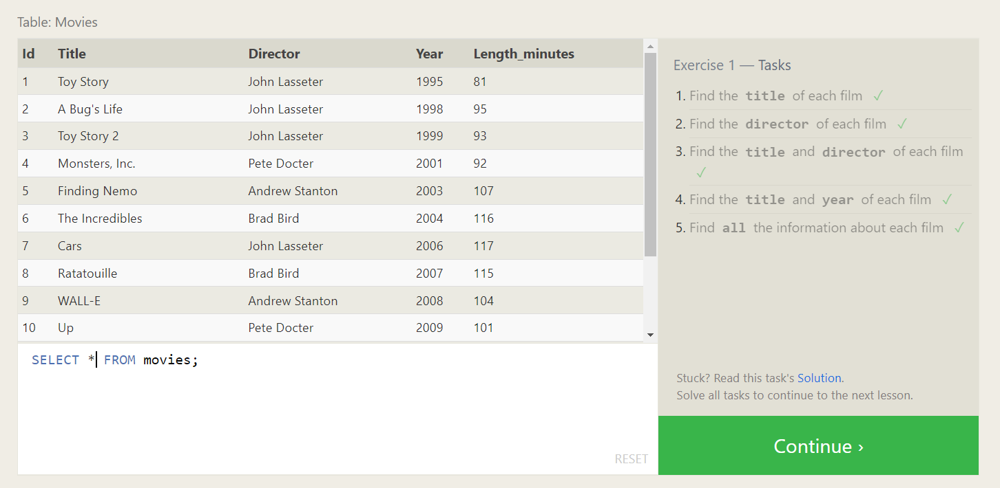 Table: Movies
Id Title Director Year Length_minutes
1 Toy Story John Lasseter 1995 81
2 A Bug's Life John Lasseter 1998 95
3 Toy Story 2 John Lasseter 1999 93
4 Monsters, Inc. Pete Docter 2001 92
5 Finding Nemo Andrew Stanton 2003 107
6 The Incredibles Brad Bird 2004 116
7 Cars John Lasseter 2006 117
8 Ratatouille Brad Bird 2007 115
9 WALL-E Andrew Stanton 2008 104
10 Up Pete Docter 2009 101
SELECT * FROM movies;
RESET
Exercise 1 — Tasks
1. Find the title of each film ✓
2. Find the director of each film ✓
3. Find the title and director of each film
✓
4. Find the title and year of each film ✓
5. Find all the information about each film ✓
Stuck? Read this task's Solution.
Solve all tasks to continue to the next lesson.
Continue ›